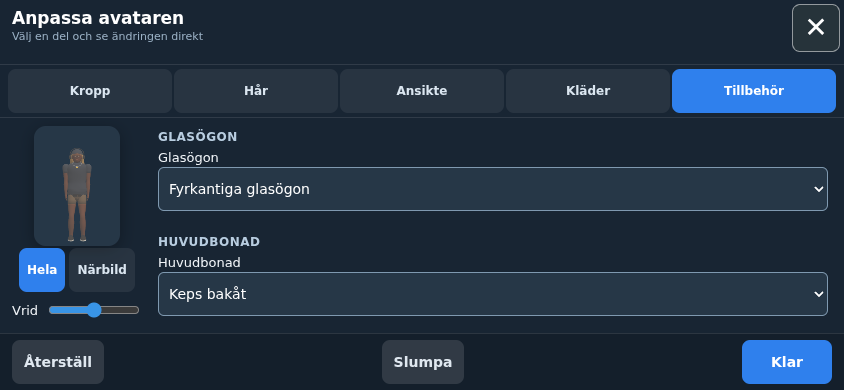 Anpassa avataren
Välj en del och se ändringen direkt
Kropp
Hår
Ansikte
Kläder
Tillbehör
GLASÖGON
Glasögon
Fyrkantiga glasögon
HUVUDBONAD
Huvudbonad
Keps bakåt
Hela
Närbild
Vrid
Återställ
Slumpa
Klar